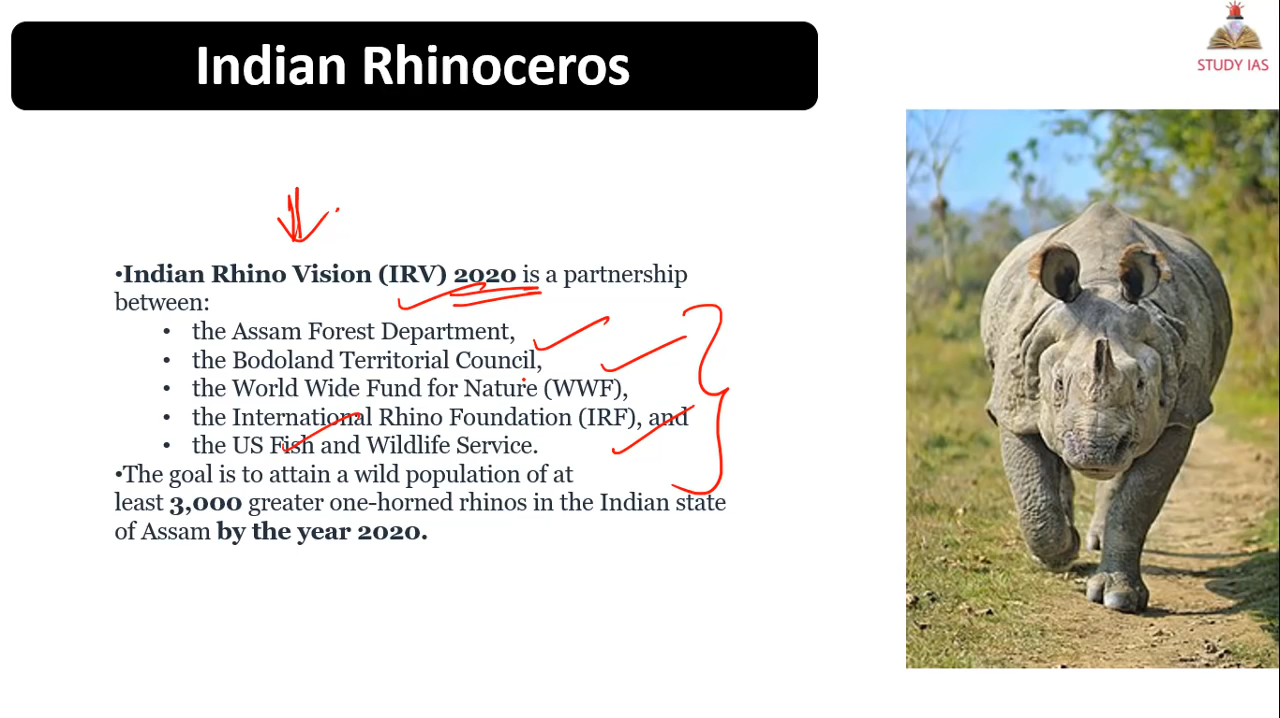 Indian Rhinoceros
STUDY IAS
•Indian Rhino Vision (IRV) 2020 is a partnership
between:
• the Assam Forest Department,
• the Bodoland Territorial Council,
• the World Wide Fund for Nature (WWF),
• the International Rhino Foundation (IRF), and
• the US Fish and Wildlife Service.
•The goal is to attain a wild population of at
least 3,000 greater one-horned rhinos in the Indian state
of Assam by the year 2020.